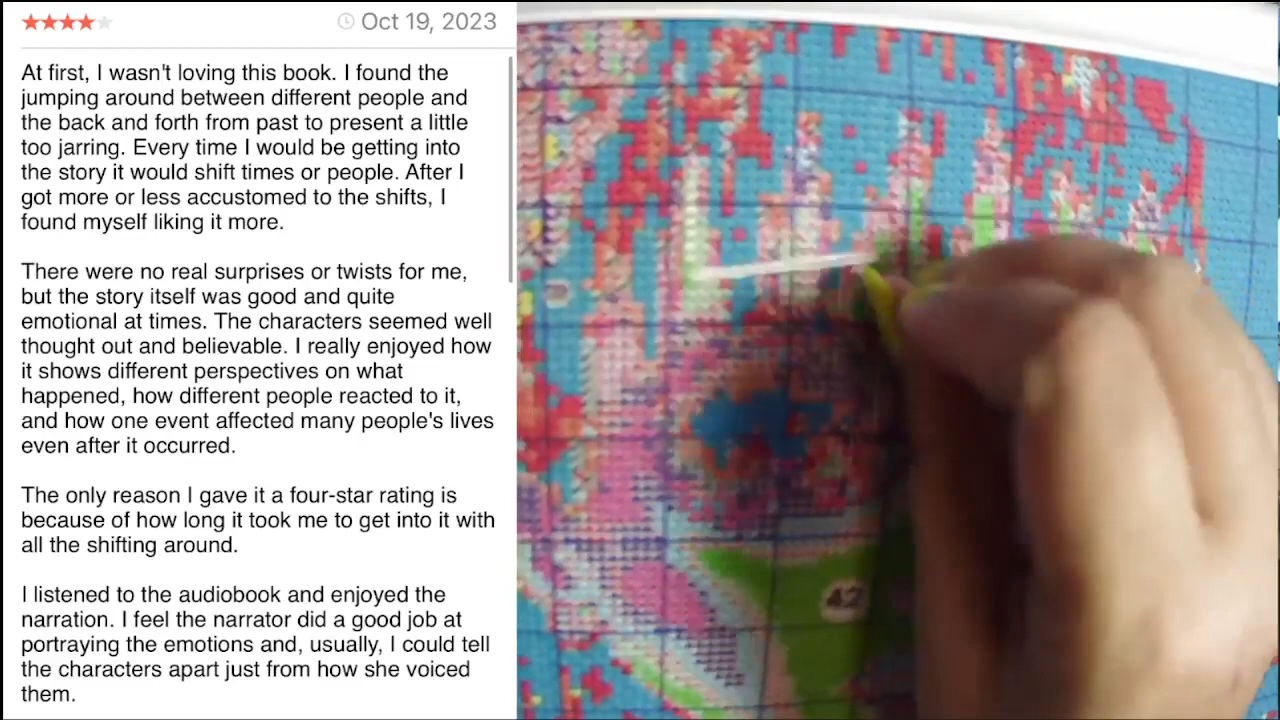 Oct 19, 2023
At first, I wasn't loving this book. I found the
jumping around between different people and
the back and forth from past to present a little
too jarring. Every time I would be getting into
the story it would shift times or people. After I
got more or less accustomed to the shifts, I
found myself liking it more.
There were no real surprises or twists for me,
but the story itself was good and quite
emotional at times. The characters seemed well
thought out and believable. I really enjoyed how
it shows different perspectives on what
happened, how different people reacted to it,
and how one event affected many people's lives
even after it occurred.
The only reason I gave it a four-star rating is
because of how long it took me to get into it with
all the shifting around.
I listened to the audiobook and enjoyed the
narration. I feel the narrator did a good job at
portraying the emotions and, usually, I could tell
the characters apart just from how she voiced
them.
42